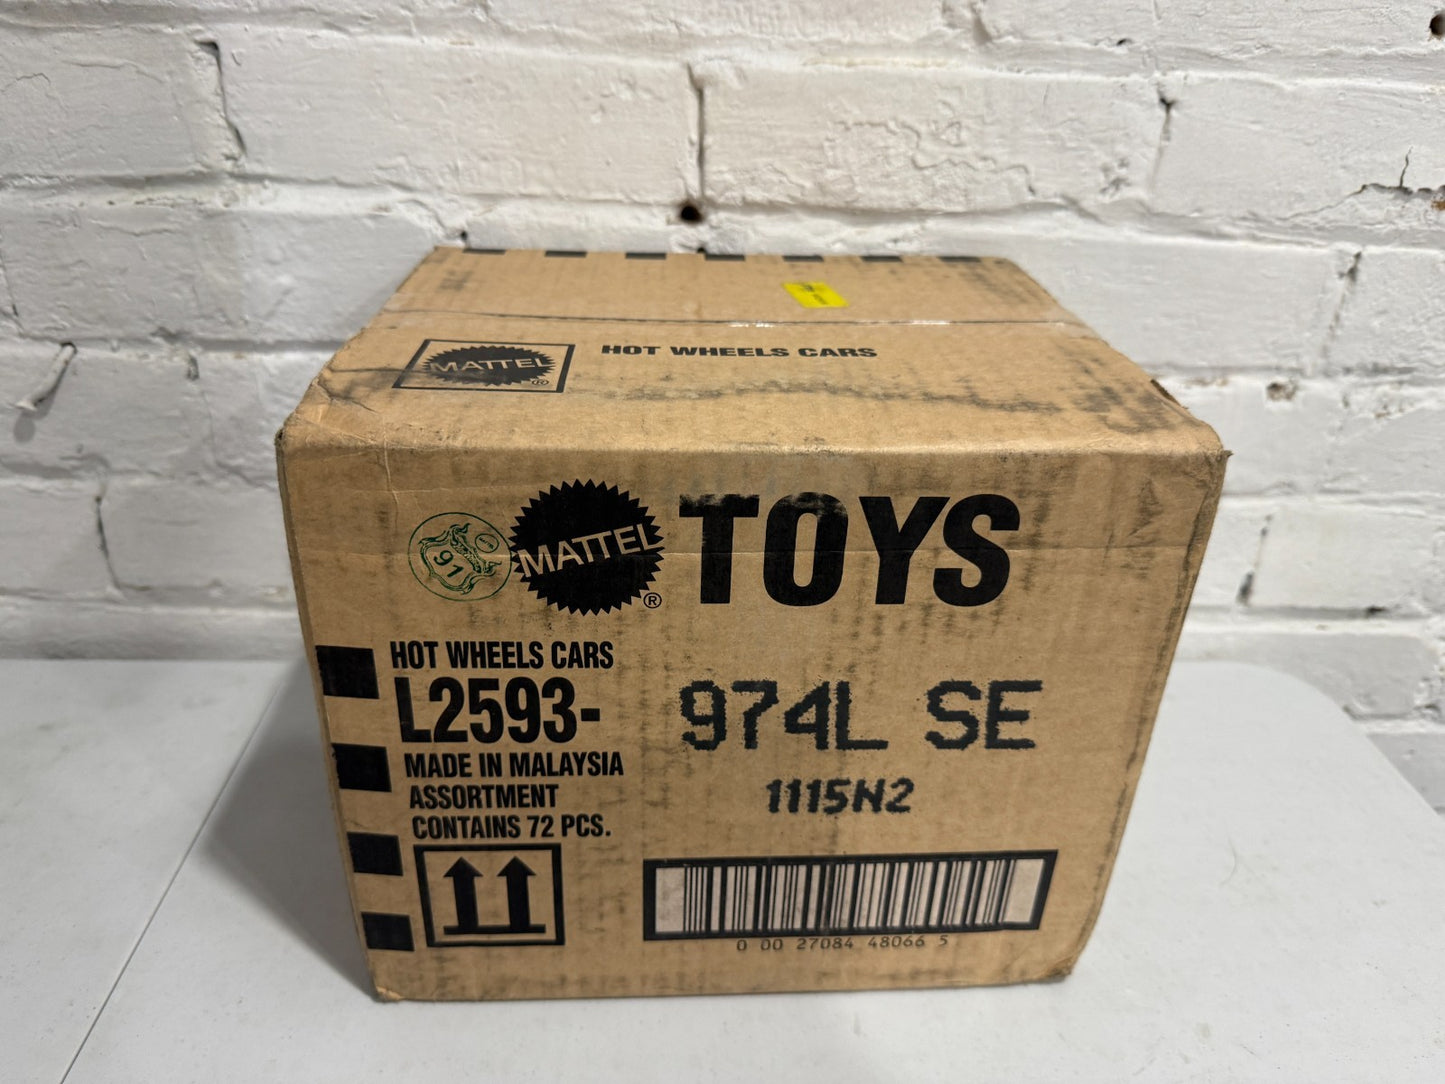 MATTEL ®
HOT WHEELS CARS
91
MATTEL ® TOYS
HOT WHEELS CARS
L2593-
MADE IN MALAYSIA
ASSORTMENT
CONTAINS 72 PCS.
974L SE
1115N2
0 00 27084 48066 5